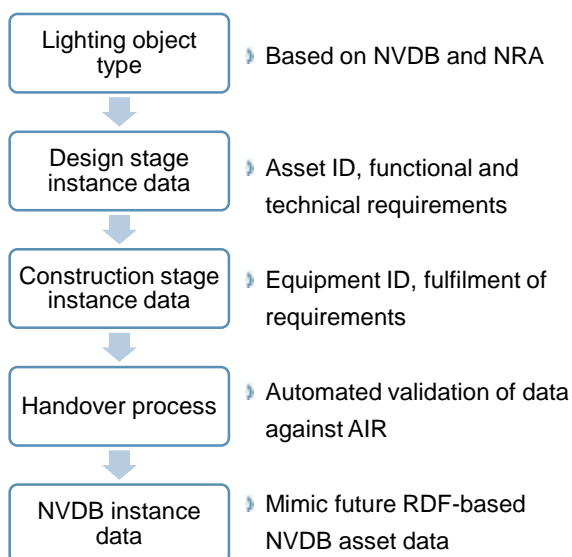 Lighting object
type
Based on NVDB and NRA
Design stage
instance data
Asset ID, functional and
technical requirements
Construction stage
instance data
Equipment ID, fulfilment of
requirements
Handover process
Automated validation of data
against AIR
NVDB instance
data
Mimic future RDF-based
NVDB asset data